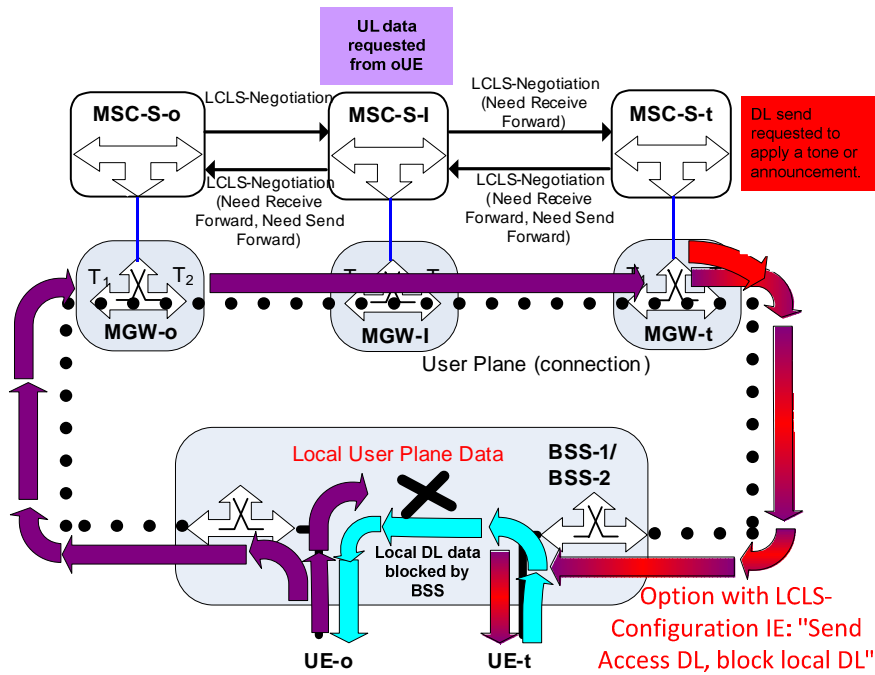 UL data
requested
from oUE
MSC-S-o
LCLS-Negotiation
MSC-S-I
LCLS-Negotiation
(Need Receive
Forward)
MSC-S-t
DL send
requested to
apply a tone or
announcement.
LCLS-Negotiation
(Need Receive
Forward, Need Send
Forward)
LCLS-Negotiation
(Need Receive
Forward, Need Send
Forward)
T1
T2
MGW-o
MGW-I
MGW-t
User Plane (connection)
Local User Plane Data
BSS-1/
BSS-2
Local DL data
blocked by
BSS
Option with LCLS-
Configuration IE: "Send
Access DL, block local DL"
UE-o
UE-t